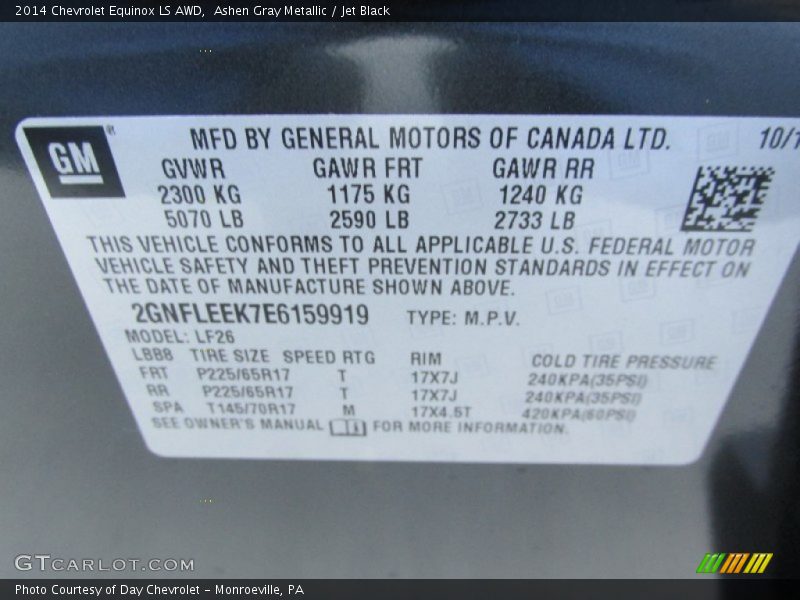 2014 Chevrolet Equinox LS AWD,  Ashen Gray Metallic / Jet Black
GM ®
MFD BY GENERAL MOTORS OF CANADA LTD. 10/1
GVWR GAWR FRT GAWR RR
2300 KG 1175 KG 1240 KG
5070 LB 2590 LB 2733 LB
THIS VEHICLE CONFORMS TO ALL APPLICABLE U.S. FEDERAL MOTOR
VEHICLE SAFETY AND THEFT PREVENTION STANDARDS IN EFFECT ON
THE DATE OF MANUFACTURE SHOWN ABOVE.
2GNFLEEK7E6159919 TYPE: M.P.V.
MODEL: LF26
LBB8 TIRE SIZE SPEED RTG RIM COLD TIRE PRESSURE
FRT P225/65R17 T 17X7J 240KPA(35PSI)
RR P225/65R17 T 17X7J 240KPA(35PSI)
SPA T145/70R17 M 17X4.5T 420KPA(60PSI)
SEE OWNER'S MANUAL FOR MORE INFORMATION.
GTCARLOT.COM
Photo Courtesy of Day Chevrolet – Monroeville, PA